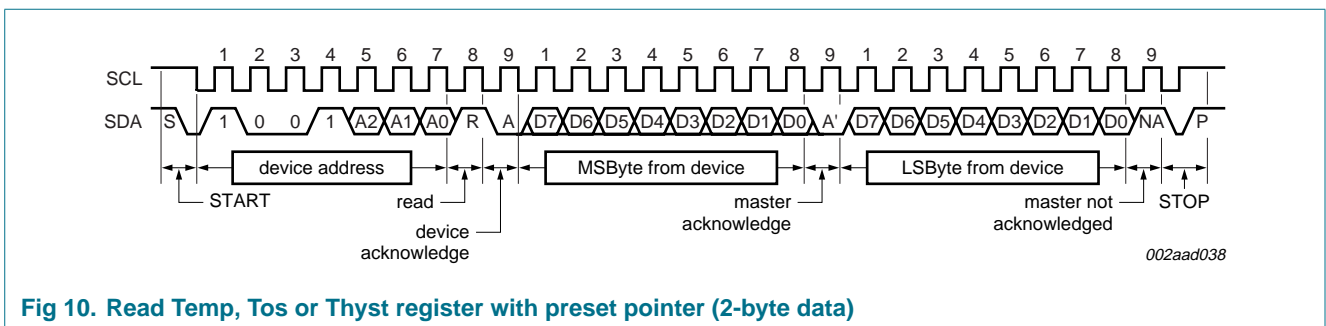 1 2 3 4 5 6 7 8 9 1 2 3 4 5 6 7 8 9 1 2 3 4 5 6 7 8 9
SCL
SDA S 1 0 0 1 A2 A1 A0 R A D7 D6 D5 D4 D3 D2 D1 D0 A' D7 D6 D5 D4 D3 D2 D1 D0 NA P
device address MSByte from device LSByte from device
START read master master not STOP
device acknowledge acknowledged
acknowledge 002aad038
Fig 10. Read Temp, Tos or Thyst register with preset pointer (2-byte data)